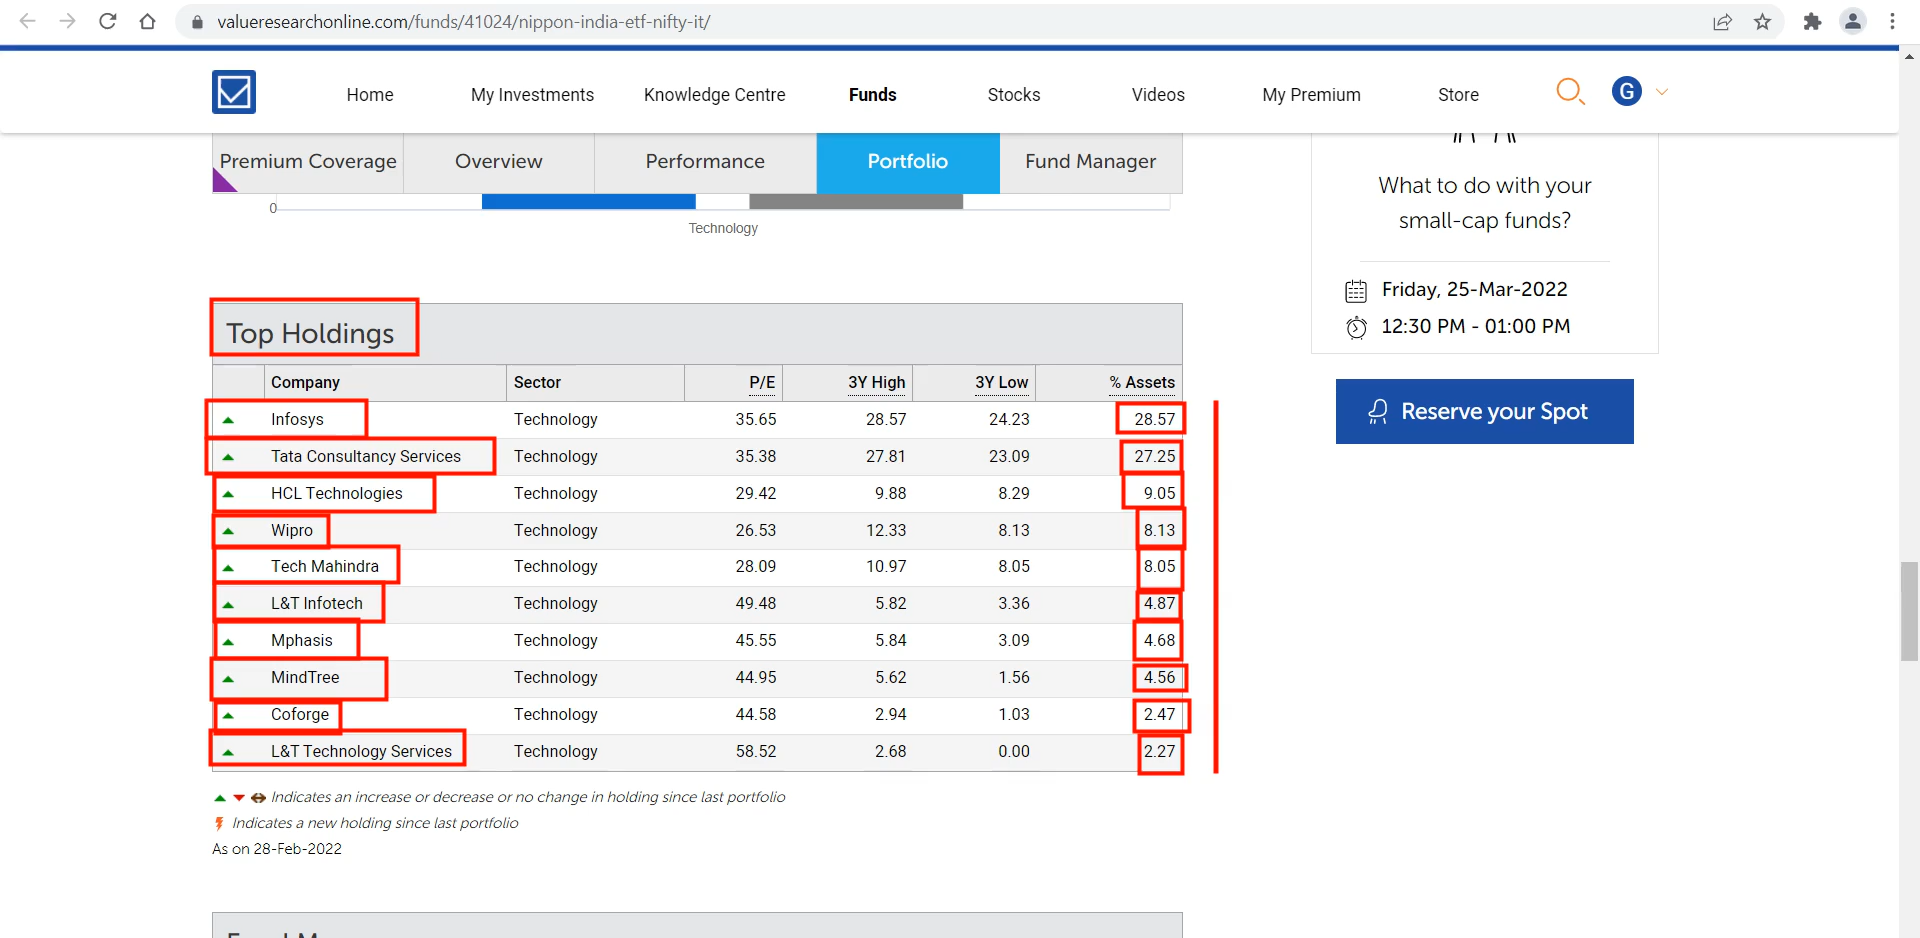 valueresearchonline.com/funds/41024/nippon-india-etf-nifty-it/
Home My Investments Knowledge Centre Funds Stocks Videos My Premium Store G
Premium Coverage Overview Performance Portfolio Fund Manager
0
Technology
What to do with your
small-cap funds?
Friday, 25-Mar-2022
12:30 PM - 01:00 PM
Reserve your Spot
Top Holdings
Company Sector P/E 3Y High 3Y Low % Assets
Infosys Technology 35.65 28.57 24.23 28.57
Tata Consultancy Services Technology 35.38 27.81 23.09 27.25
HCL Technologies Technology 29.42 9.88 8.29 9.05
Wipro Technology 26.53 12.33 8.13 8.13
Tech Mahindra Technology 28.09 10.97 8.05 8.05
L&T Infotech Technology 49.48 5.82 3.36 4.87
Mphasis Technology 45.55 5.84 3.09 4.68
MindTree Technology 44.95 5.62 1.56 4.56
Coforge Technology 44.58 2.94 1.03 2.47
L&T Technology Services Technology 58.52 2.68 0.00 2.27
Indicates an increase or decrease or no change in holding since last portfolio
Indicates a new holding since last portfolio
As on 28-Feb-2022